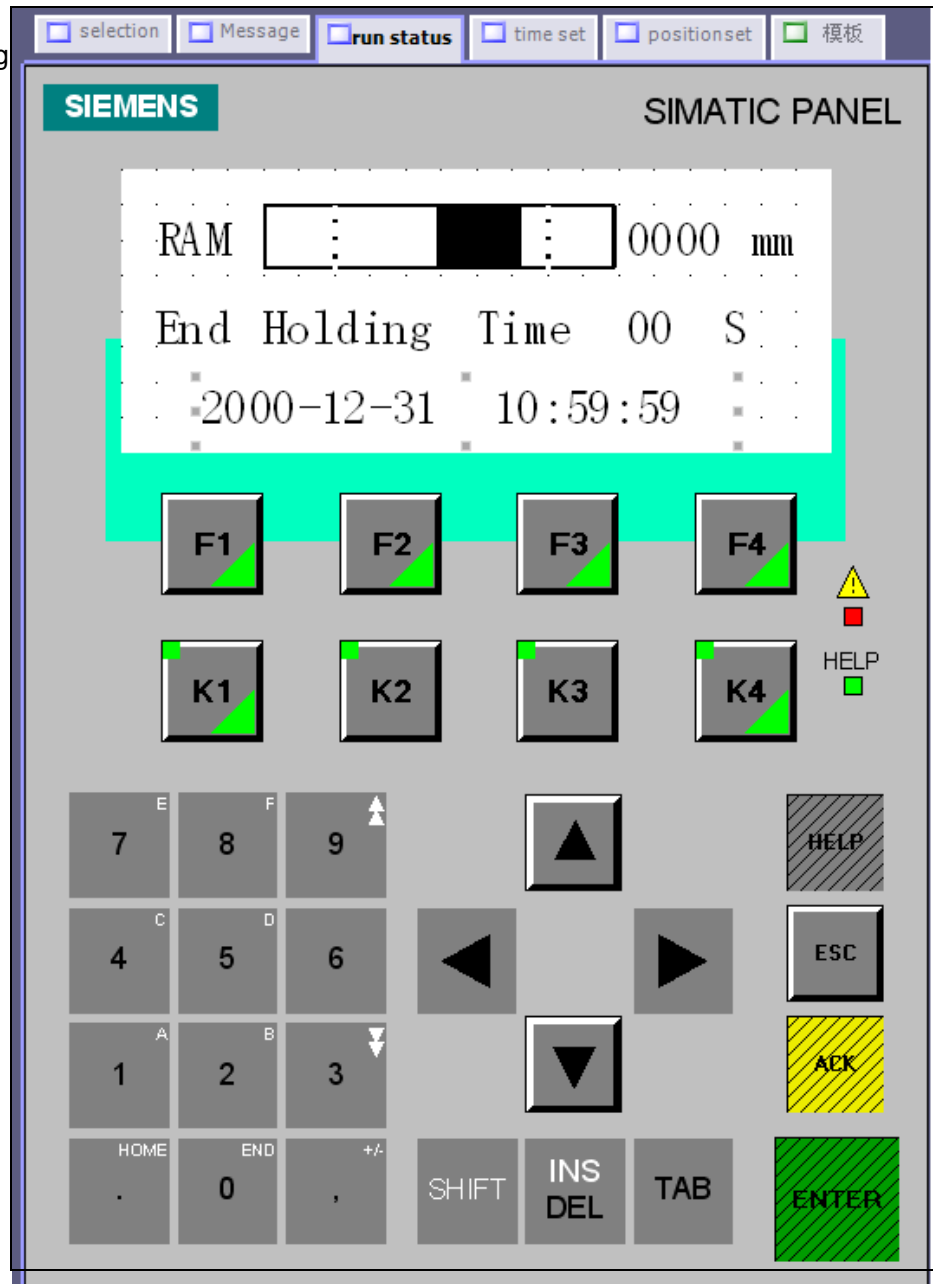 selection Message run status time set positionset 模板
g
SIEMENS SIMATIC PANEL
RAM 0000 mm
End Holding Time 00 S
2000-12-31 10:59:59
F1 F2 F3 F4
HELP
K1 K2 K3 K4
E F
7 8 9 HELP
C D
4 5 6 ESC
A B
1 2 3 ACK
HOME END +/-
. 0 , SHIFT INS DEL TAB ENTER